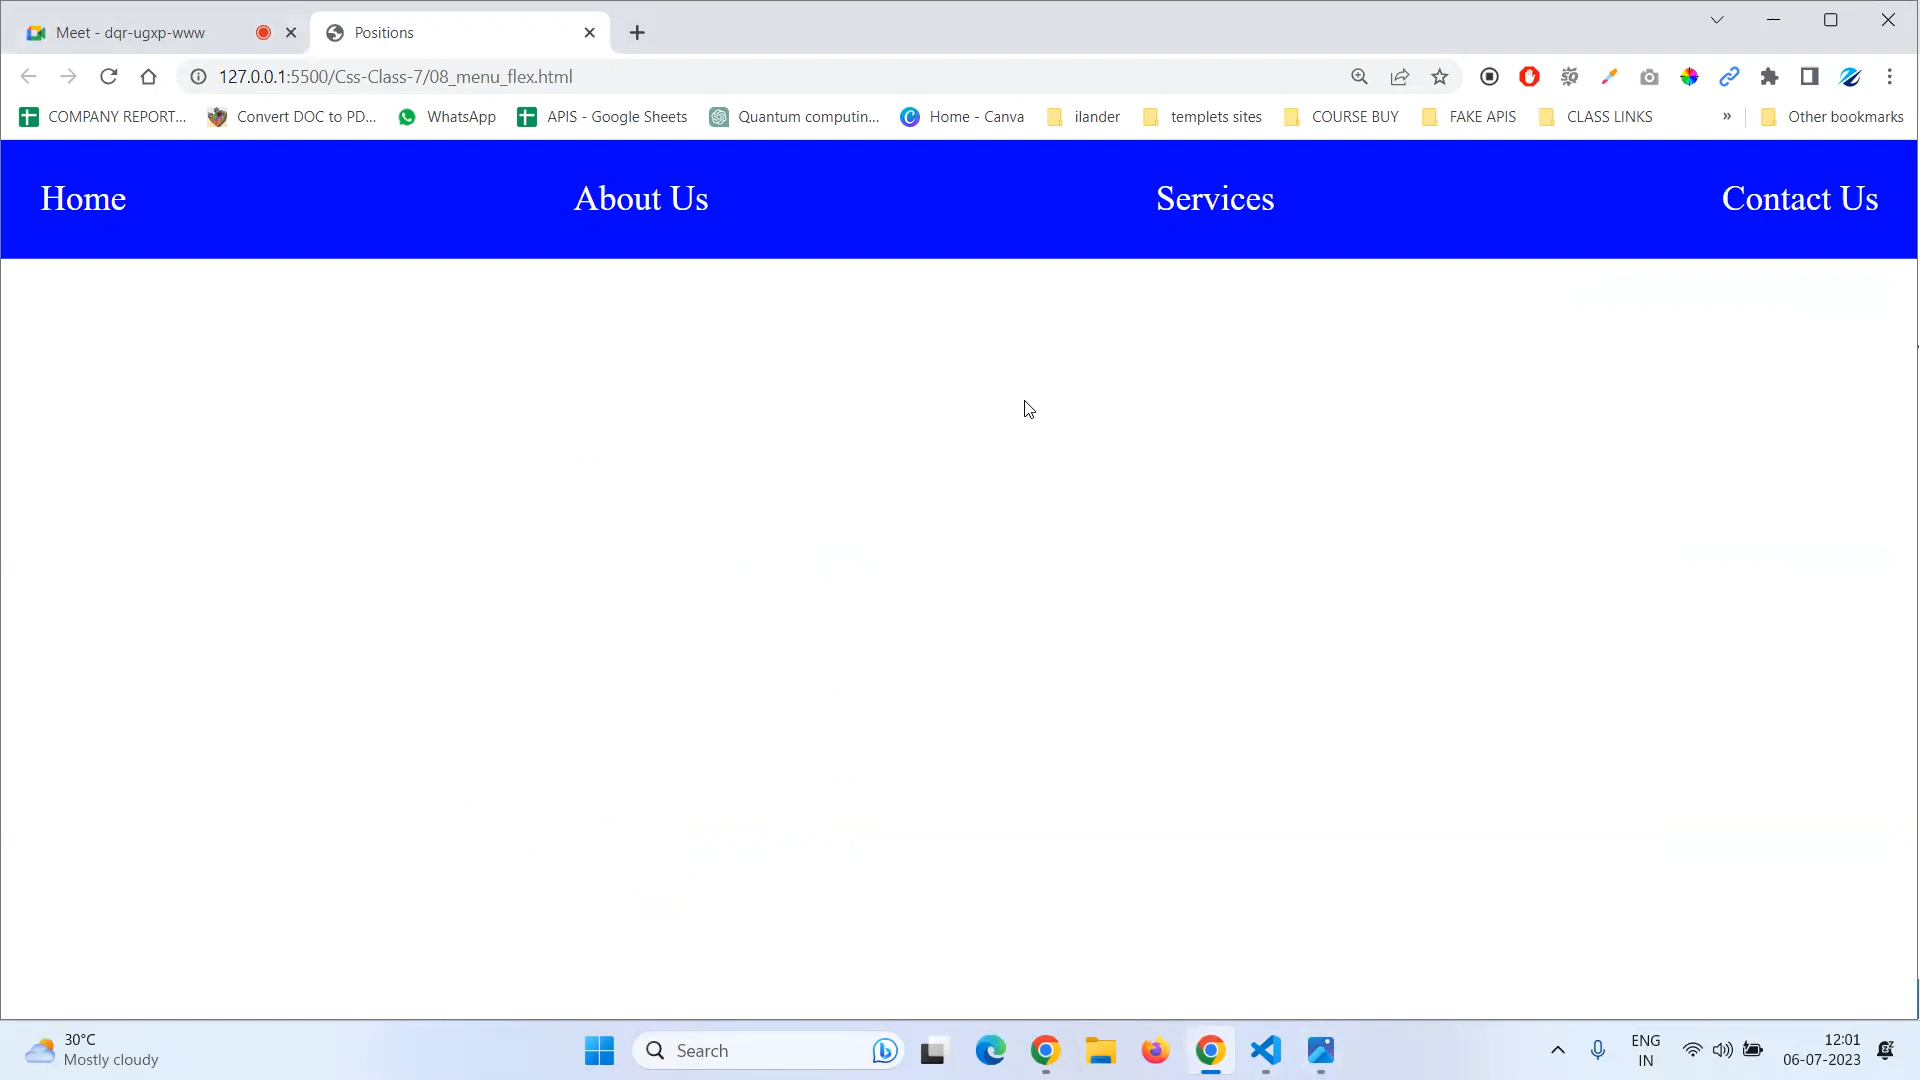 Meet - dqr-ugxp-www
Positions
127.0.0.1:5500/Css-Class-7/08_menu_flex.html
COMPANY REPORT...
Convert DOC to PD...
WhatsApp
APIS - Google Sheets
Quantum computin...
Home - Canva
ilander
templets sites
COURSE BUY
FAKE APIS
CLASS LINKS
»
Other bookmarks
Home
About Us
Services
Contact Us
30°C
Mostly cloudy
Search
ENG
IN
12:01
06-07-2023